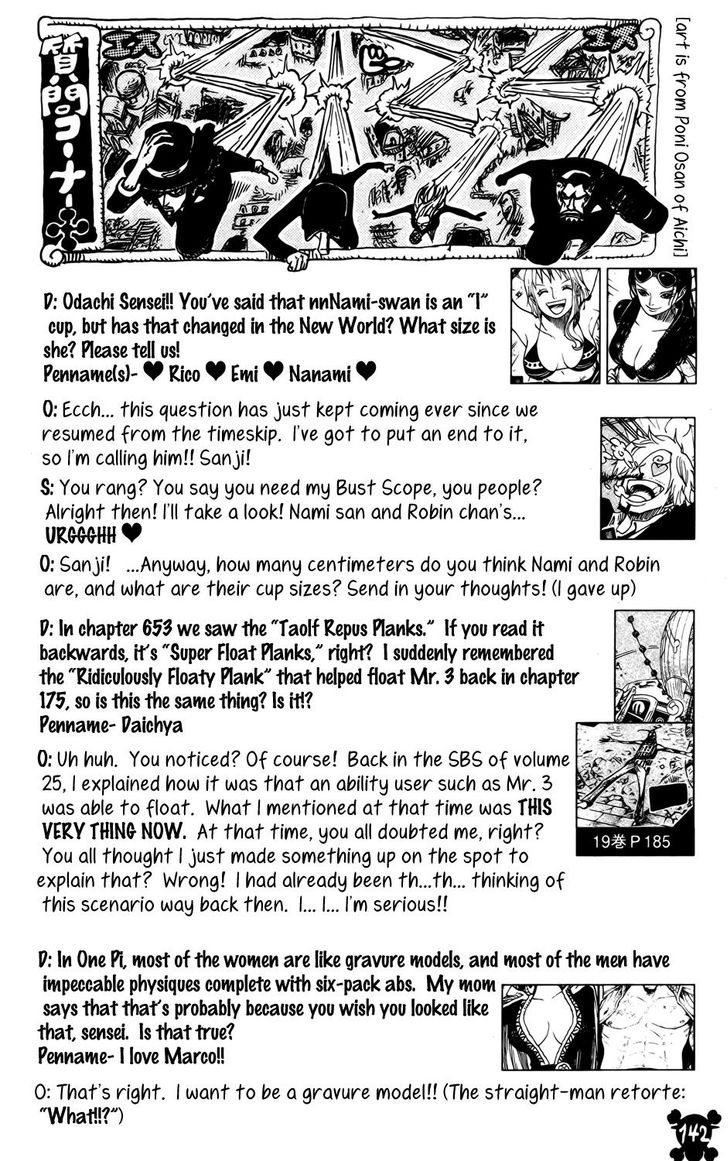 エス
エス
質問のコーナー
[art is from Poni Osan of Aichi]
D: Odachi Sensei!! You've said that nnNami-swan is an "I"
cup, but has that changed in the New World? What size is
she? Please tell us!
Penname(s)- ♥ Rico ♥ Emi ♥ Nanami ♥
O: Ecch... this question has just kept coming ever since we
resumed from the timeskip. I've got to put an end to it,
so I'm calling him!! Sanji!
S: You rang? You say you need my Bust Scope, you people?
Alright then! I'll take a look! Nami san and Robin chan's...
URGGGHH ♥
O: Sanji! ...Anyway, how many centimeters do you think Nami and Robin
are, and what are their cup sizes? Send in your thoughts! (I gave up)
D: In chapter 653 we saw the "Taolf Repus Planks." If you read it
backwards, it's "Super Float Planks," right? I suddenly remembered
the "Ridiculously Floaty Plank" that helped float Mr. 3 back in chapter
175, so is this the same thing? Is it!?
Penname- Daichya
O: Uh huh. You noticed? Of course! Back in the SBS of volume
25, I explained how it was that an ability user such as Mr. 3
was able to float. What I mentioned at that time was THIS
VERY THING NOW. At that time, you all doubted me, right?
You all thought I just made something up on the spot to
explain that? Wrong! I had already been th...th... thinking of
this scenario way back then. I... I... I'm serious!!
19巻P185
D: In One Pi, most of the women are like gravure models, and most of the men have
impeccable physiques complete with six-pack abs. My mom
says that that's probably because you wish you looked like
that, sensei. Is that true?
Penname- I love Marco!!
O: That's right. I want to be a gravure model!! (The straight-man retorte:
"What!!?")
142